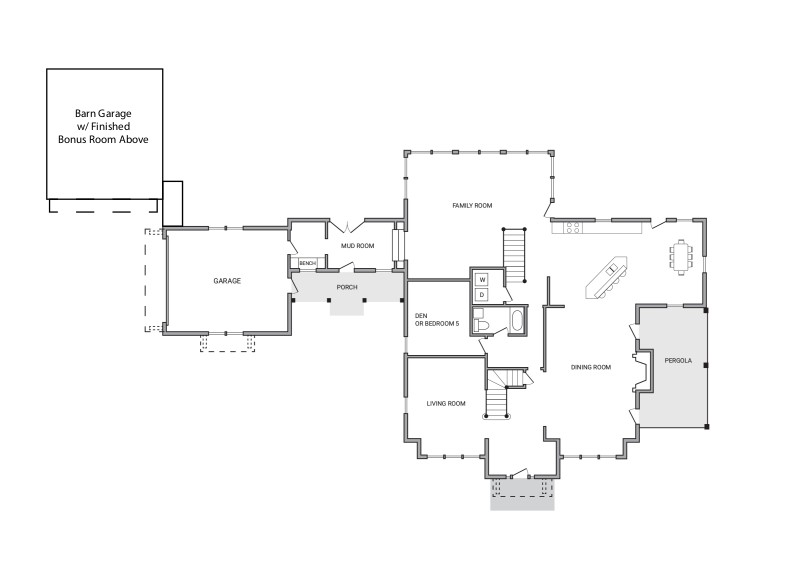 Barn Garage
w/ Finished
Bonus Room Above
FAMILY ROOM
MUD ROOM
BENCH
GARAGE
PORCH
W
D
DEN
OR BEDROOM 5
PERGOLA
DINING ROOM
LIVING ROOM